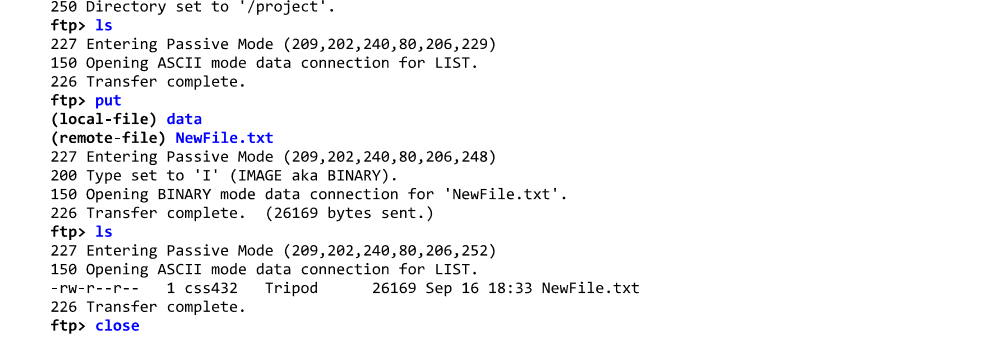 250 Directory set to '/project'.
ftp> ls
227 Entering Passive Mode (209,202,240,80,206,229)
150 Opening ASCII mode data connection for LIST.
226 Transfer complete.
ftp> put
(local-file) data
(remote-file) NewFile.txt
227 Entering Passive Mode (209,202,240,80,206,248)
200 Type set to 'I' (IMAGE aka BINARY).
150 Opening BINARY mode data connection for 'NewFile.txt'.
226 Transfer complete.  (26169 bytes sent.)
ftp> ls
227 Entering Passive Mode (209,202,240,80,206,252)
150 Opening ASCII mode data connection for LIST.
-rw-r--r--   1 css432   Tripod      26169 Sep 16 18:33 NewFile.txt
226 Transfer complete.
ftp> close